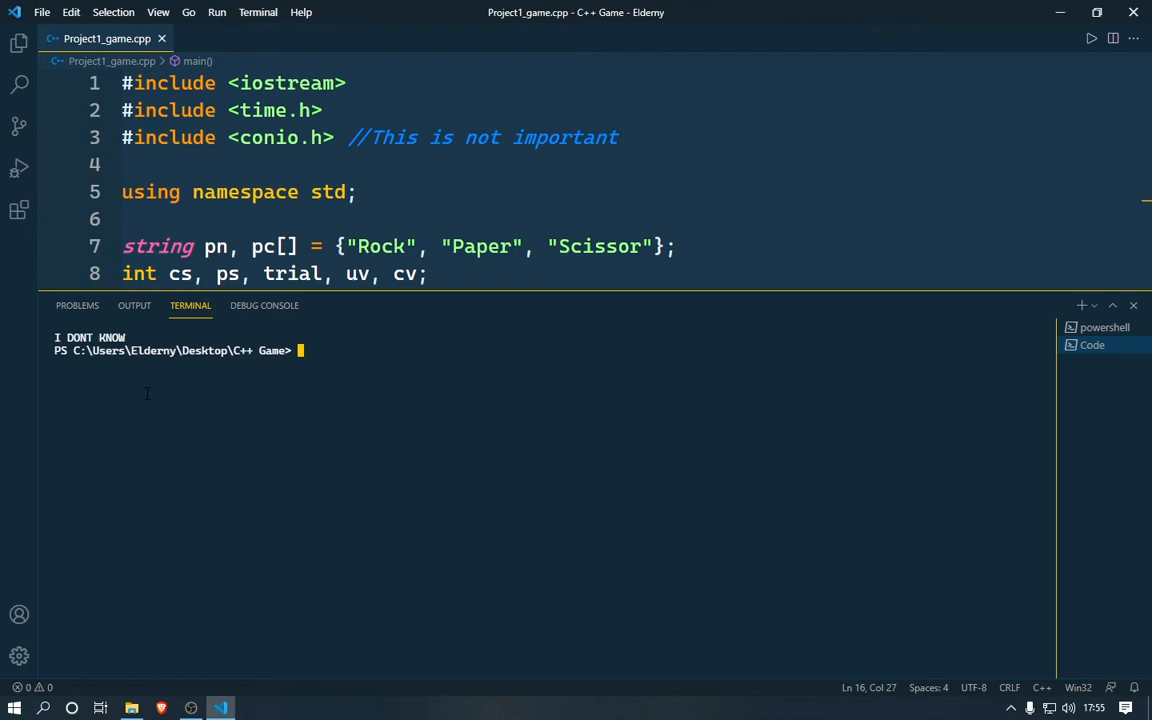 File Edit Selection View Go Run Terminal Help Project1_game.cpp - C++ Game - Elderny
C++ Project1_game.cpp
C++ Project1_game.cpp > main()
1 #include <iostream>
2 #include <time.h>
3 #include <conio.h> //This is not important
4
5 using namespace std;
6
7 string pn, pc[] = {"Rock", "Paper", "Scissor"};
8 int cs, ps, trial, uv, cv;
PROBLEMS OUTPUT TERMINAL DEBUG CONSOLE
I DONT KNOW
PS C:\Users\Elderny\Desktop\C++ Game>
powershell
Code
0 0 Ln 16, Col 27 Spaces: 4 UTF-8 CRLF C++ Win32
17:55